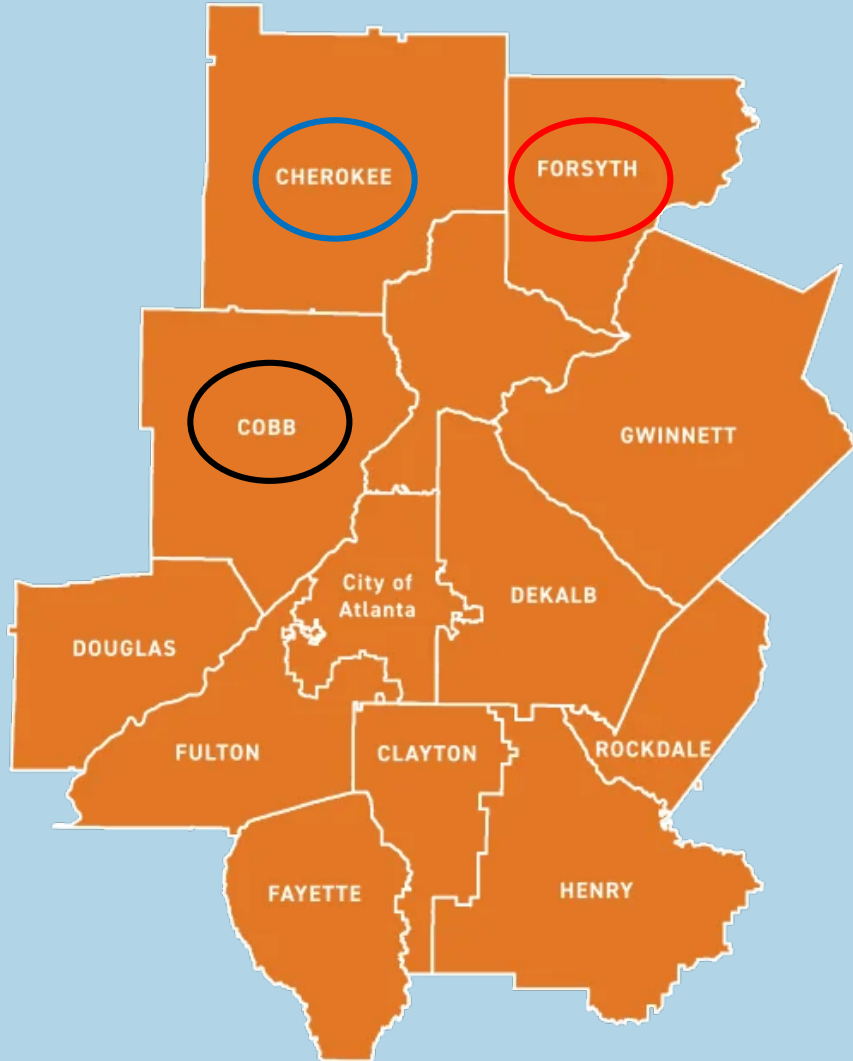 CHEROKEE
FORSYTH
COBB
GWINNETT
City of
Atlanta
DEKALB
DOUGLAS
FULTON
CLAYTON
ROCKDALE
FAYETTE
HENRY